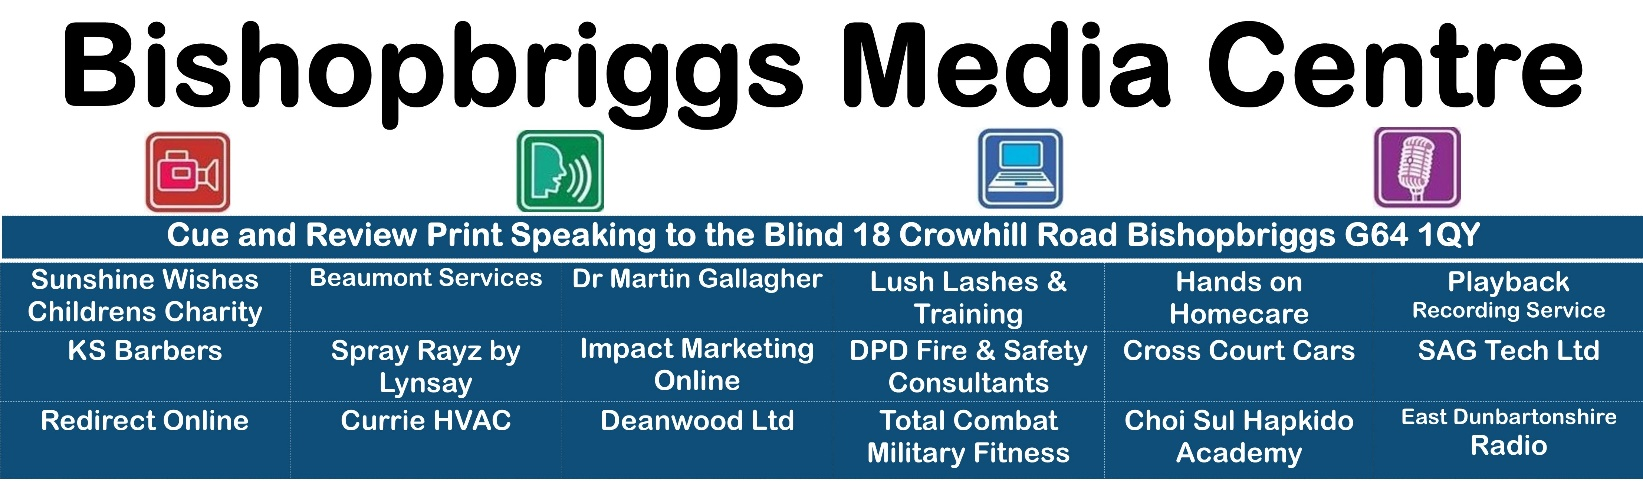 Bishopbriggs Media Centre
Cue and Review Print Speaking to the Blind 18 Crowhill Road Bishopbriggs G64 1QY
Sunshine Wishes
Childrens Charity
Beaumont Services
Dr Martin Gallagher
Lush Lashes &
Training
Hands on
Homecare
Playback
Recording Service
KS Barbers
Spray Rayz by
Lynsay
Impact Marketing
Online
DPD Fire & Safety
Consultants
Cross Court Cars
SAG Tech Ltd
Redirect Online
Currie HVAC
Deanwood Ltd
Total Combat
Military Fitness
Choi Sul Hapkido
Academy
East Dunbartonshire
Radio